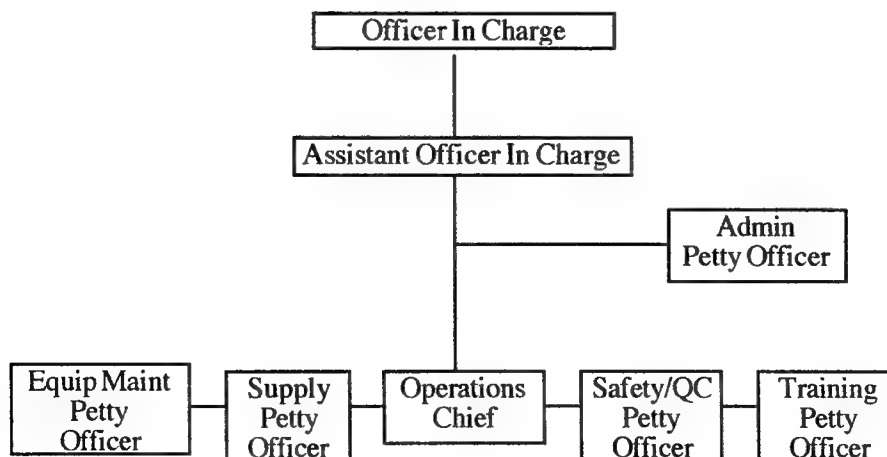 Officer In Charge
Assistant Officer In Charge
Admin
Petty Officer
Equip Maint
Petty
Officer
Supply
Petty
Officer
Operations
Chief
Safety/QC
Petty
Officer
Training
Petty
Officer